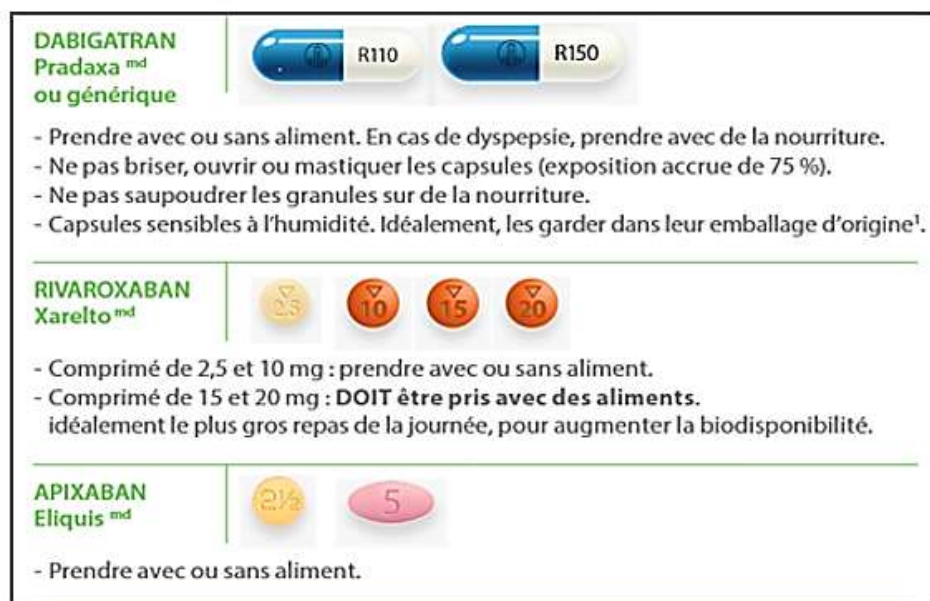 DABIGATRAN
Pradaxa md
ou générique
R110
R150
- Prendre avec ou sans aliment. En cas de dyspepsie, prendre avec de la nourriture.
- Ne pas briser, ouvrir ou mastiquer les capsules (exposition accrue de 75 %).
- Ne pas saupoudrer les granules sur de la nourriture.
- Capsules sensibles à l'humidité. Idéalement, les garder dans leur emballage d'origine¹.
RIVAROXABAN
Xarelto md
2.5
10
15
20
- Comprimé de 2,5 et 10 mg : prendre avec ou sans aliment.
- Comprimé de 15 et 20 mg : DOIT être pris avec des aliments.
idéalement le plus gros repas de la journée, pour augmenter la biodisponibilité.
APIXABAN
Eliquis md
2½
5
- Prendre avec ou sans aliment.